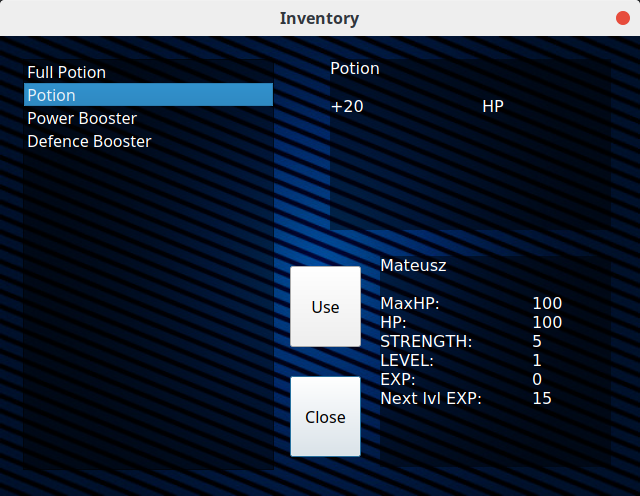 Inventory
Full Potion
Potion
Power Booster
Defence Booster
Potion
+20 HP
Use
Close
Mateusz
MaxHP: 100
HP: 100
STRENGTH: 5
LEVEL: 1
EXP: 0
Next lvl EXP: 15